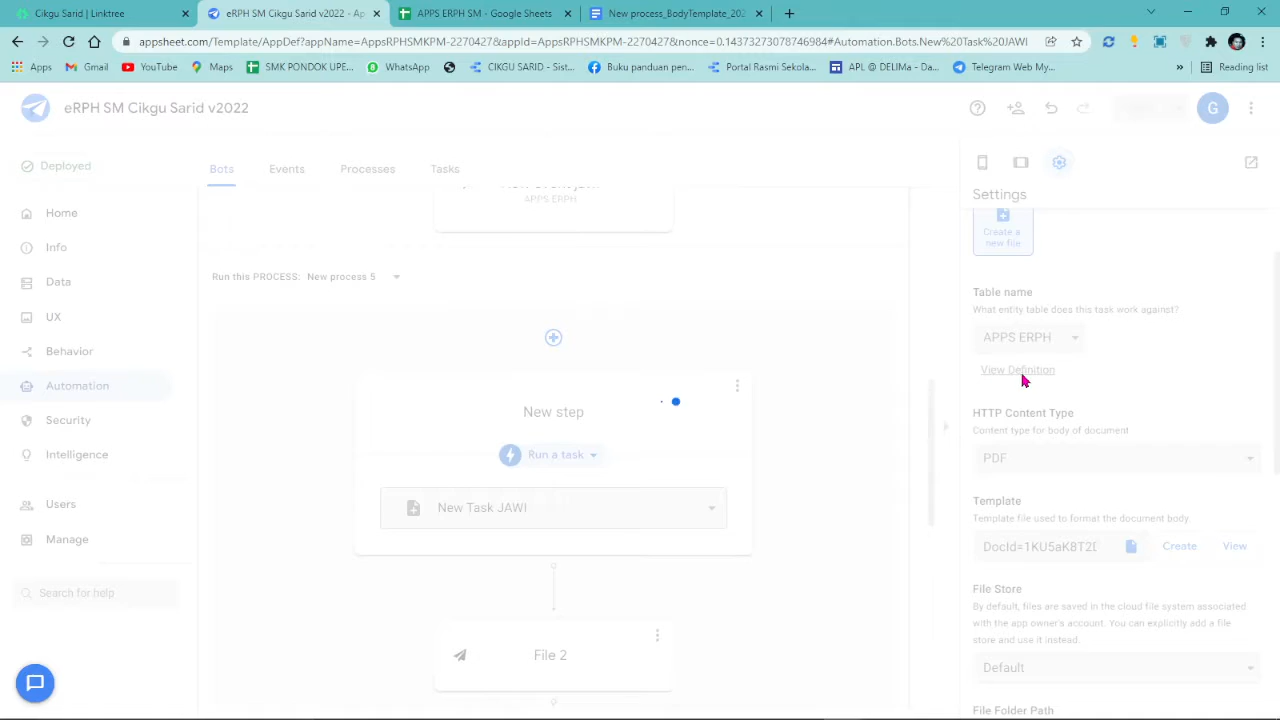 Cikgu Sarid - Timeline
eRPH SM Cikgu Sarid v2022 - Ap
APPS ERPH SM - Google Sheets
New process_BodyTemplate_202
appsheet.com/Template/AppDef?appName=AppsRPHSMKPM-2270427&appId=AppsRPHSMKPM-2270427&nonce=0.14373273078746984#Automation.Bots.New%20Task%20JAWI
Apps
Gmail
YouTube
Maps
SMK PONDOK UPE...
WhatsApp
CIKGU SARID - Sist...
Buku panduan pen...
Portal Rasmi Sekola...
APL @ DELIMa - D...
Telegram
»
Reading list
eRPH SM Cikgu Sarid v2022
G
Deployed
Home
Info
Data
UX
Behavior
Automation
Security
Intelligence
Users
Manage
Search for help
Bots
Events
Processes
Tasks
APPS ERPH
Run this PROCESS: New process 5
New step
Run a task
New Task JAWI
File 2
Settings
Create a
new file
Table name
What entity table does this task work against?
APPS ERPH
View Definition
HTTP Content Type
Content type for body of document
PDF
Template
Template file used to format the document body
DocId=1KU5aK8T2
Create
View
File Store
By default, files are saved in the cloud file system associated
with the app owner's account. You can explicitly add a file
store and use it instead.
Default
File Folder Path